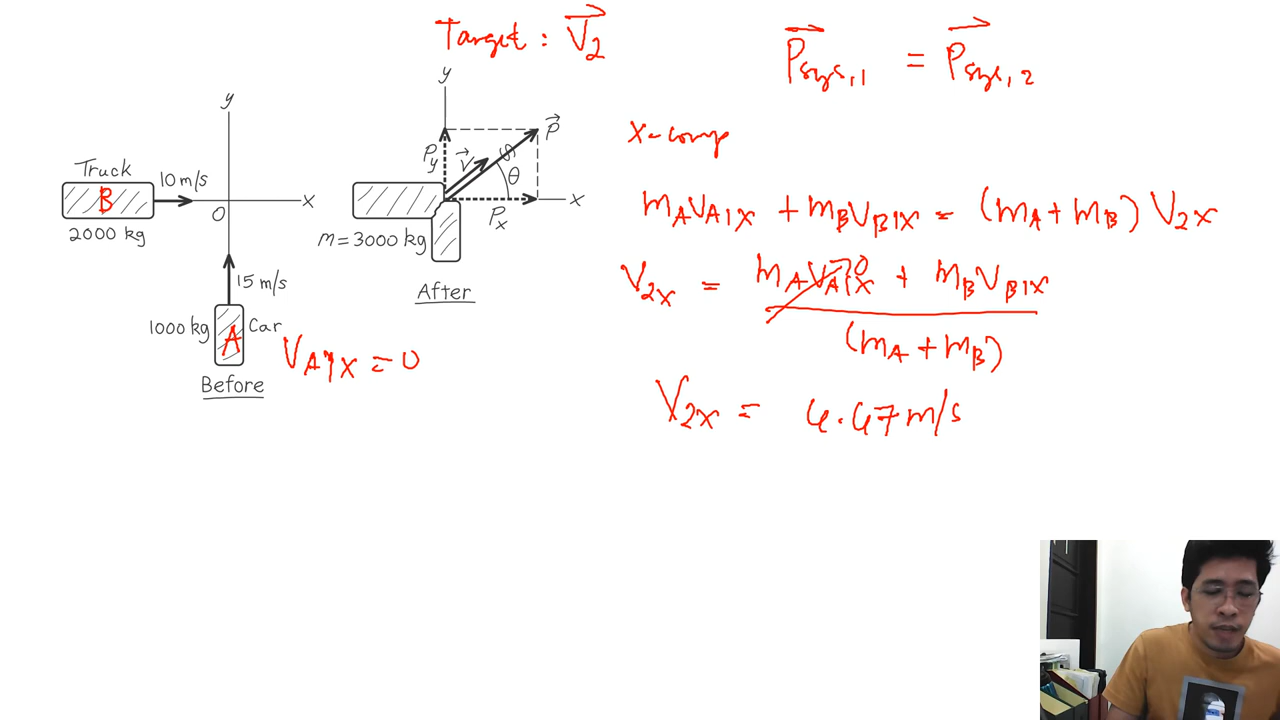 Target : V₂
P_sys,1 = P_sys,2
y
Truck
B
10 m/s
O
x
2000 kg
15 m/s
1000 kg
A
Car
V_A1x = 0
Before
y
P_y
V
P
θ
P_x
x
m = 3000 kg
After
x-comp
m_A V_A1x + m_B V_B1x = (m_A + m_B) V_2x
V_2x = m_A V_A1x 0 + m_B V_B1x
(m_A + m_B)
V_2x = 6.67 m/s